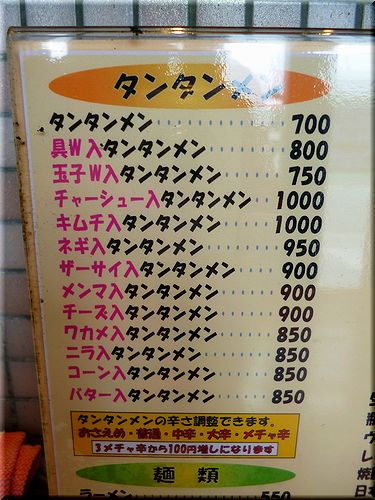 タンタンメン
タンタンメン 700
具W入タンタンメン 800
玉子W入タンタンメン 750
チャーシュー入タンタンメン 1000
キムチ入タンタンメン 1000
ネギ入タンタンメン 950
ザーサイ入タンタンメン 900
メンマ入タンタンメン 900
チーズ入タンタンメン 900
ワカメ入タンタンメン 850
ニラ入タンタンメン 850
コーン入タンタンメン 850
バター入タンタンメン 850
タンタンメンの辛さ調整できます。
おさえめ・普通・中辛・大辛・メチャ辛
3メチャ辛から100円増しになります
麺 類
ラーメン 550